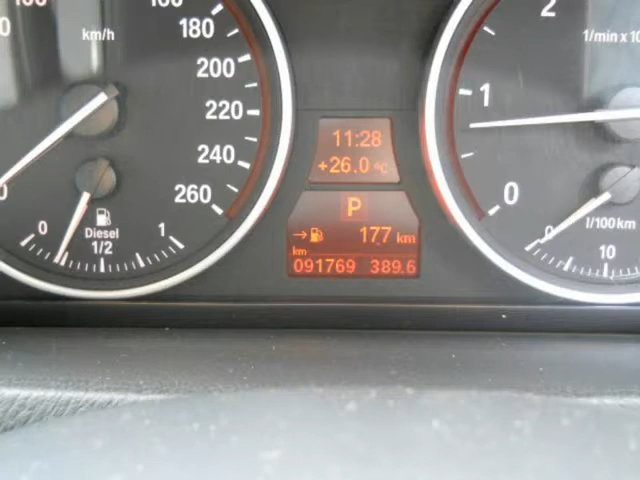 km/h
180
200
220
240
260
0
Diesel
1/2
1
11:28
+26.0 °C
P
→ 177 km
km
091769 389.6
2
1/min x10
1
0
l/100km
0
10